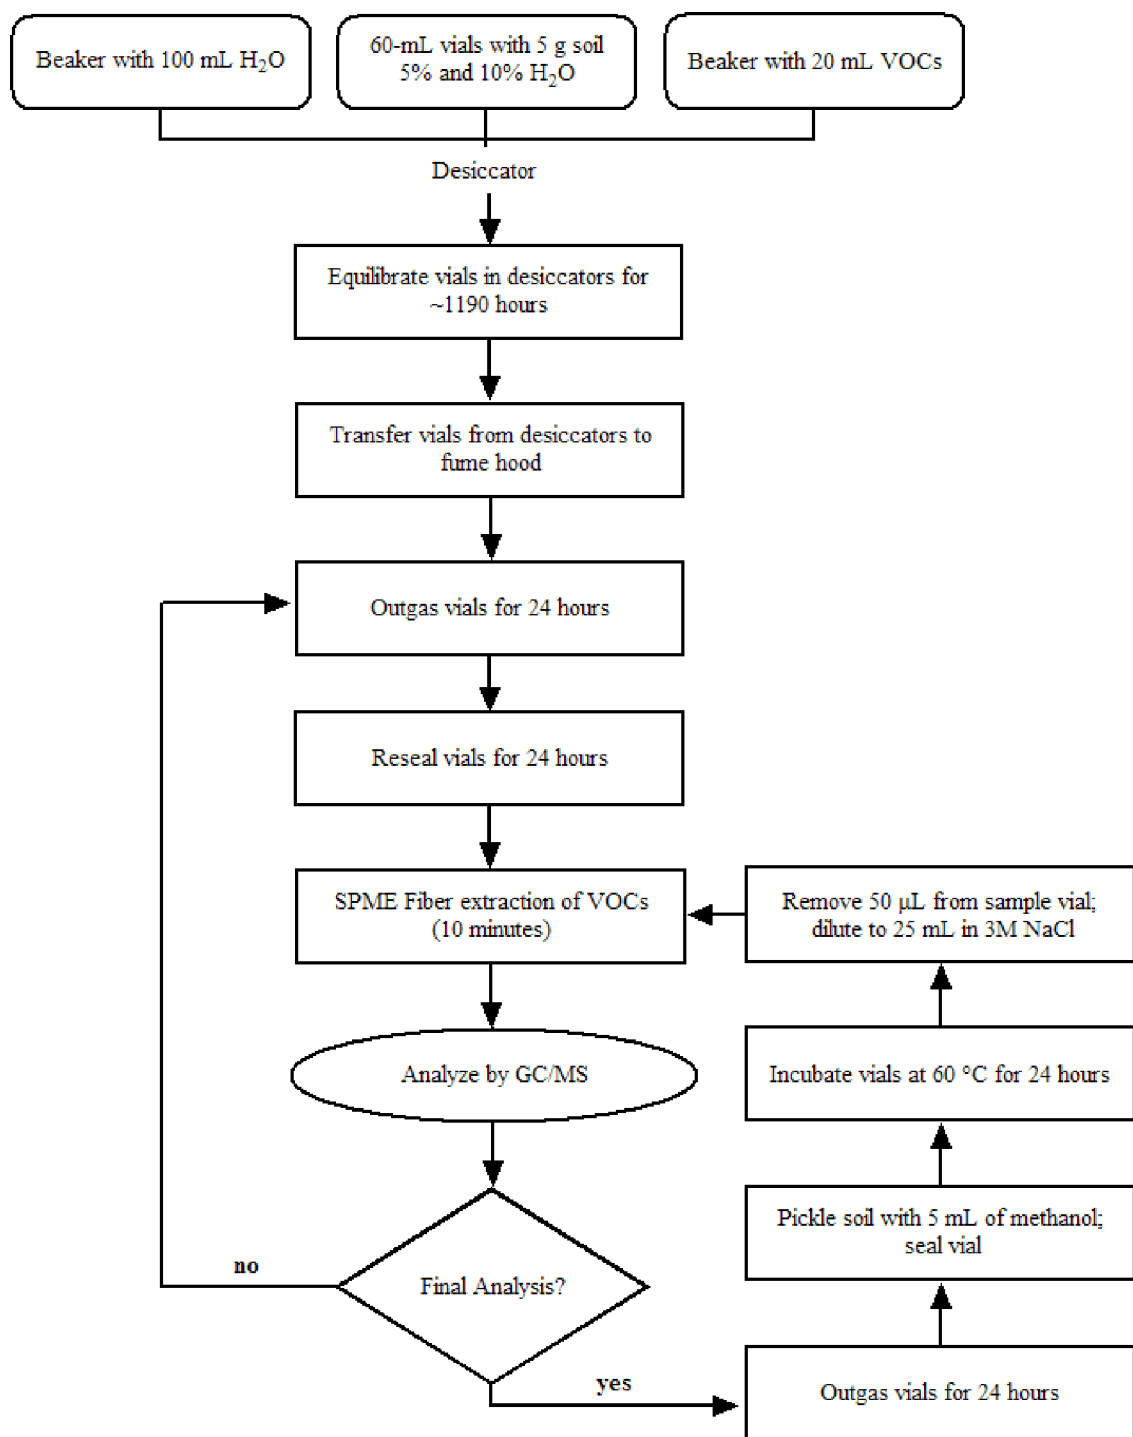 Beaker with 100 mL H₂O
60-mL vials with 5 g soil
5% and 10% H₂O
Beaker with 20 mL VOCs
Desiccator
Equilibrate vials in desiccators for
~1190 hours
Transfer vials from desiccators to
fume hood
Outgas vials for 24 hours
Reseal vials for 24 hours
SPME Fiber extraction of VOCs
(10 minutes)
Remove 50 µL from sample vial;
dilute to 25 mL in 3M NaCl
Analyze by GC/MS
Incubate vials at 60 °C for 24 hours
Pickle soil with 5 mL of methanol;
seal vial
no
Final Analysis?
yes
Outgas vials for 24 hours